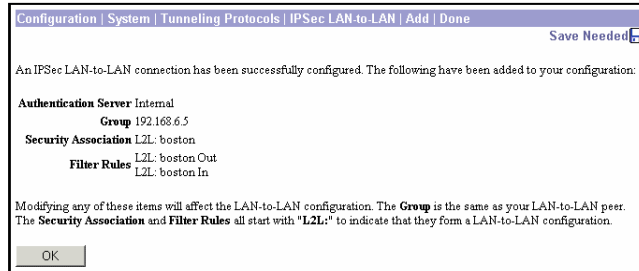 Configuration | System | Tunneling Protocols | IPSec LAN-to-LAN | Add | Done
Save Needed
An IPSec LAN-to-LAN connection has been successfully configured. The following have been added to your configuration:
Authentication Server Internal
Group 192.168.6.5
Security Association L2L: boston
Filter Rules L2L: boston Out
L2L: boston In
Modifying any of these items will affect the LAN-to-LAN configuration. The Group is the same as your LAN-to-LAN peer.
The Security Association and Filter Rules all start with "L2L:" to indicate that they form a LAN-to-LAN configuration.
OK